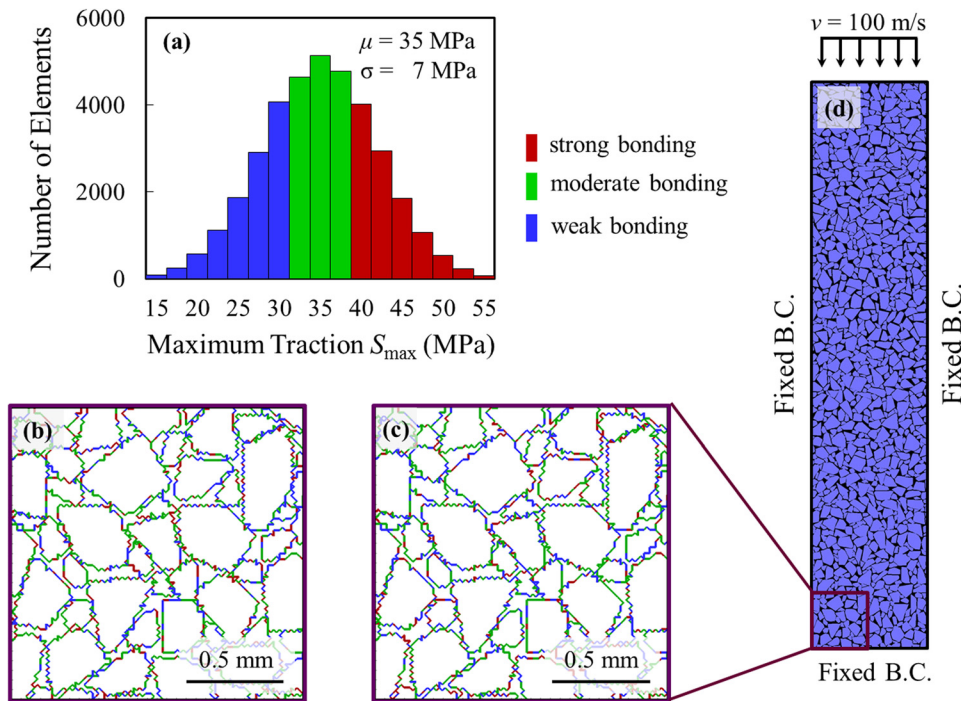 6000
(a)
μ = 35 MPa
σ = 7 MPa
4000
2000
0
Number of Elements
15 20 25 30 35 40 45 50 55
Maximum Traction Smax (MPa)
strong bonding
moderate bonding
weak bonding
v = 100 m/s
(d)
Fixed B.C.
Fixed B.C.
Fixed B.C.
(b)
0.5 mm
(c)
0.5 mm